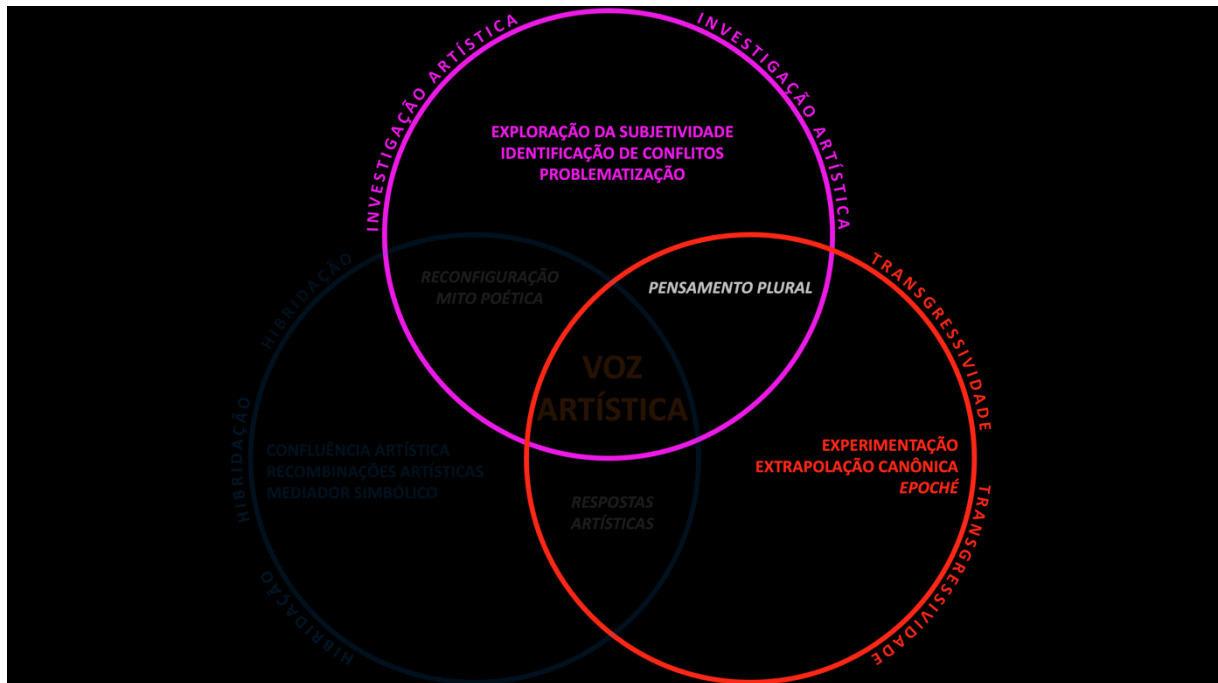 INVESTIGAÇÃO ARTÍSTICA
INVESTIGAÇÃO ARTÍSTICA
EXPLORAÇÃO DA SUBJETIVIDADE
IDENTIFICAÇÃO DE CONFLITOS
PROBLEMATIZAÇÃO
HIBRIDAÇÃO
RECONFIGURAÇÃO
MITO POÉTICA
PENSAMENTO PLURAL
TRANSGRESSIVIDADE
VOZ
ARTÍSTICA
HIBRIDAÇÃO
CONFLUÊNCIA ARTÍSTICA
RECOMBINAÇÕES ARTÍSTICAS
MEDIADOR SIMBÓLICO
EXPERIMENTAÇÃO
EXTRAPOLAÇÃO CANÔNICA
EPOCHÉ
RESPOSTAS
ARTÍSTICAS
TRANSGRESSIVIDADE
HIBRIDAÇÃO